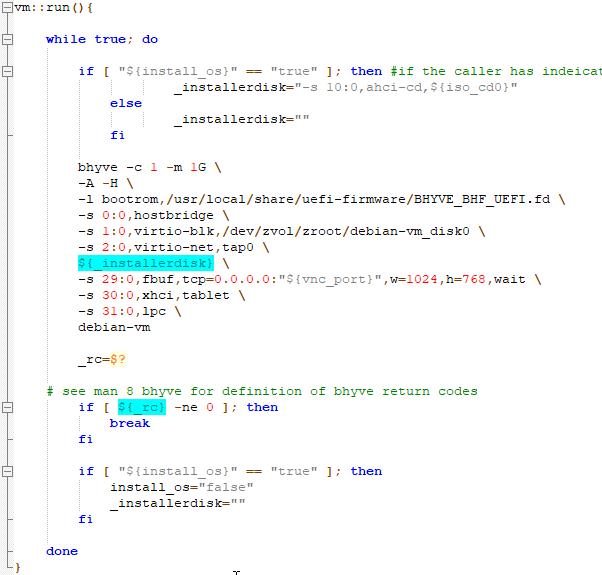 vm::run(){
while true; do
if [ "${install_os}" == "true" ]; then #if the caller has indeicat
_installerdisk="-s 10:0,ahci-cd,${iso_cd0}"
else
_installerdisk=""
fi
bhyve -c 1 -m 1G \
-A -H \
-l bootrom,/usr/local/share/uefi-firmware/BHYVE_BHF_UEFI.fd \
-s 0:0,hostbridge \
-s 1:0,virtio-blk,/dev/zvol/zroot/debian-vm_disk0 \
-s 2:0,virtio-net,tap0 \
${_installerdisk} \
-s 29:0,fbuf,tcp=0.0.0.0:"${vnc_port}",w=1024,h=768,wait \
-s 30:0,xhci,tablet \
-s 31:0,lpc \
debian-vm
_rc=$?
# see man 8 bhyve for definition of bhyve return codes
if [ ${_rc} -ne 0 ]; then
break
fi
if [ "${install_os}" == "true" ]; then
install_os="false"
_installerdisk=""
fi
done
}